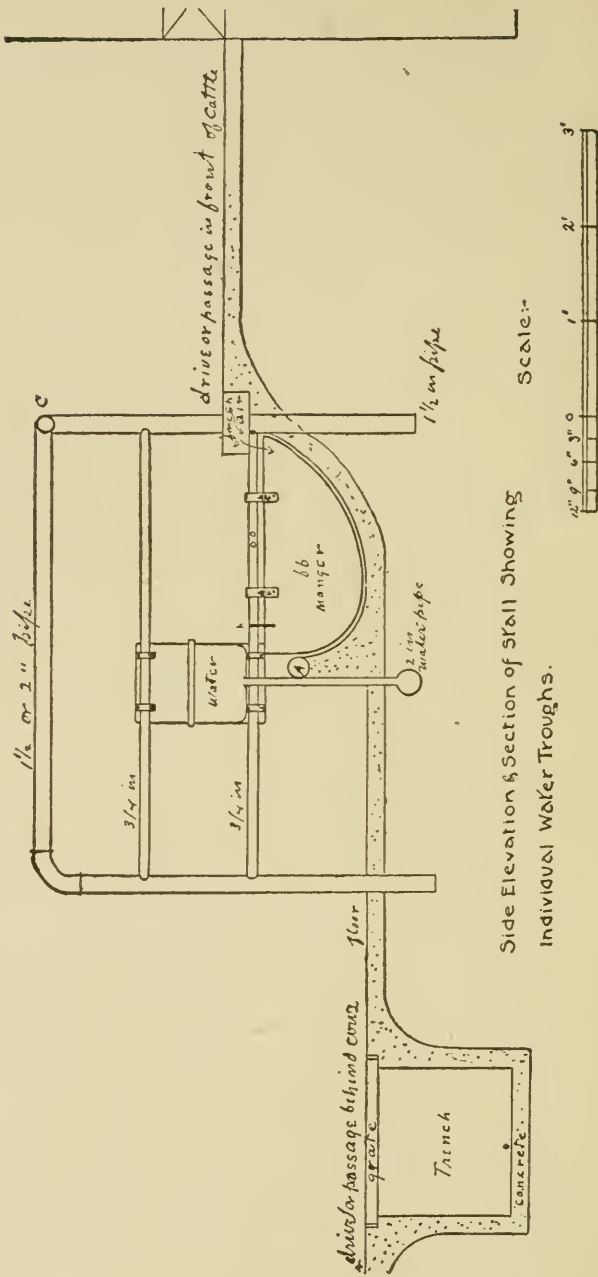 1½ or 2" pipe
C
drive or passage in front of Cattle
3/4 in
water
3/4 in
66
manger
A
2 in
water pipe
1½ in pipe
drive or passage behind cows
floor
grate
Trench
concrete
Side Elevation & Section of stall Showing
Individual Water Troughs.
Scale:-
12" 9" 6" 3" 0 1' 2' 3'